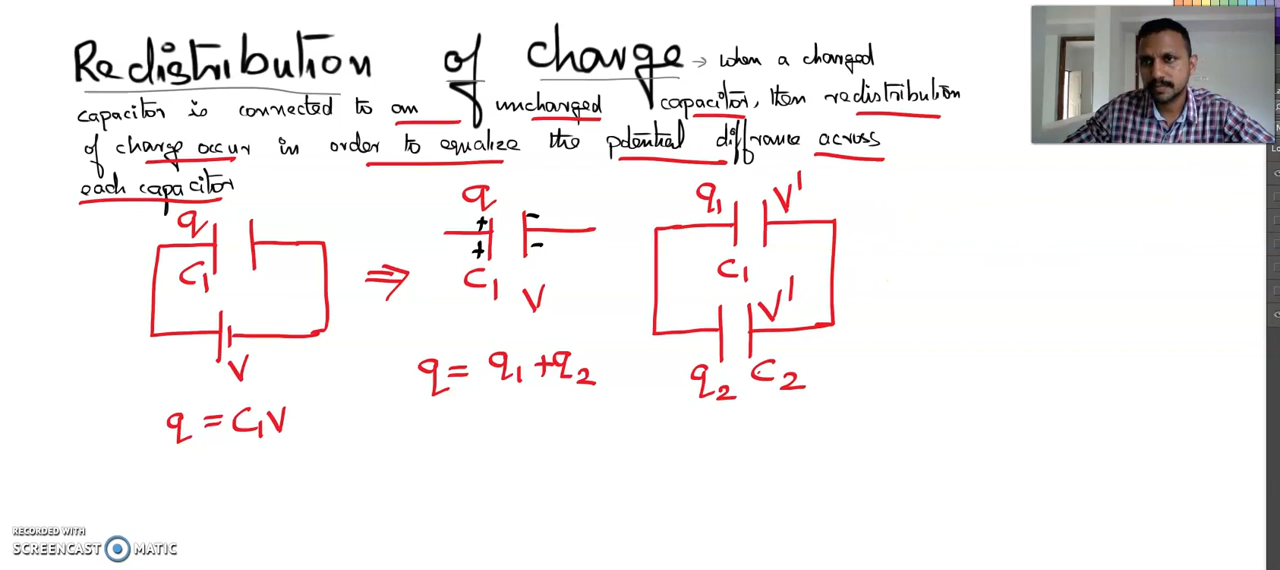 Redistribution of charge → when a charged
capacitor is connected to an uncharged capacitor, then redistribution
of charge occur in order to equalize the potential diffrance across
each capacitor
q
C1
V
q = C1V
⇒
q
+ -
+ -
C1 V
q = q1 + q2
q1 V'
C1
V'
q2 C2
RECORDED WITH
SCREENCAST MATIC